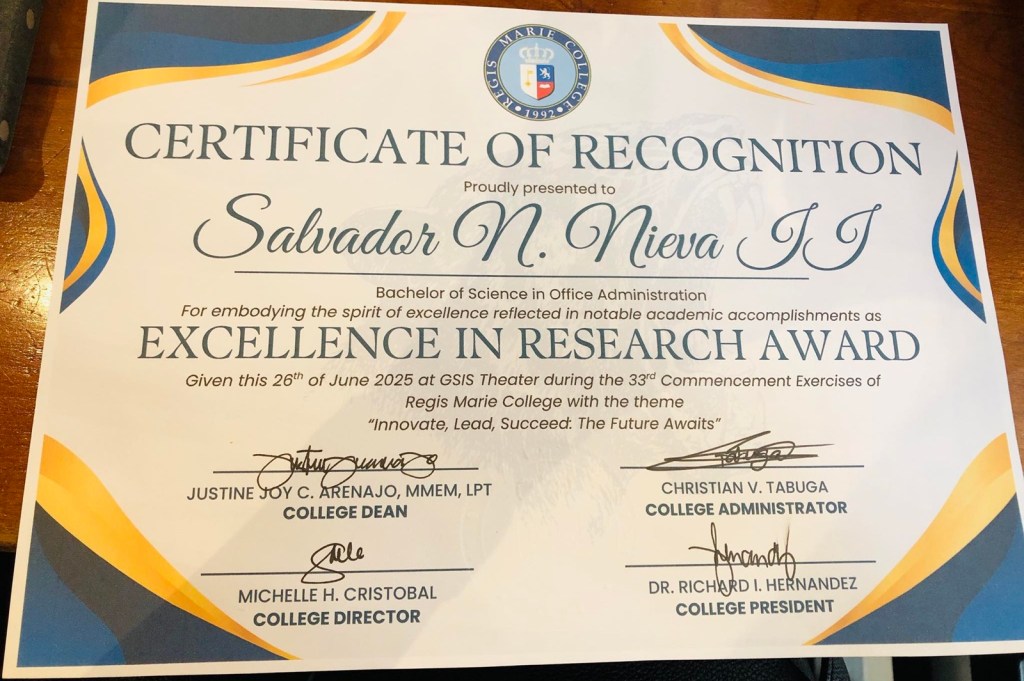 REGIS MARIE COLLEGE
• 1992 •
CERTIFICATE OF RECOGNITION
Proudly presented to
Salvador N. Nieva II
Bachelor of Science in Office Administration
For embodying the spirit of excellence reflected in notable academic accomplishments as
EXCELLENCE IN RESEARCH AWARD
Given this 26th of June 2025 at GSIS Theater during the 33rd Commencement Exercises of
Regis Marie College with the theme
“Innovate, Lead, Succeed: The Future Awaits”
JUSTINE JOY C. ARENAJO, MMEM, LPT
COLLEGE DEAN
CHRISTIAN V. TABUGA
COLLEGE ADMINISTRATOR
MICHELLE H. CRISTOBAL
COLLEGE DIRECTOR
DR. RICHARD I. HERNANDEZ
COLLEGE PRESIDENT